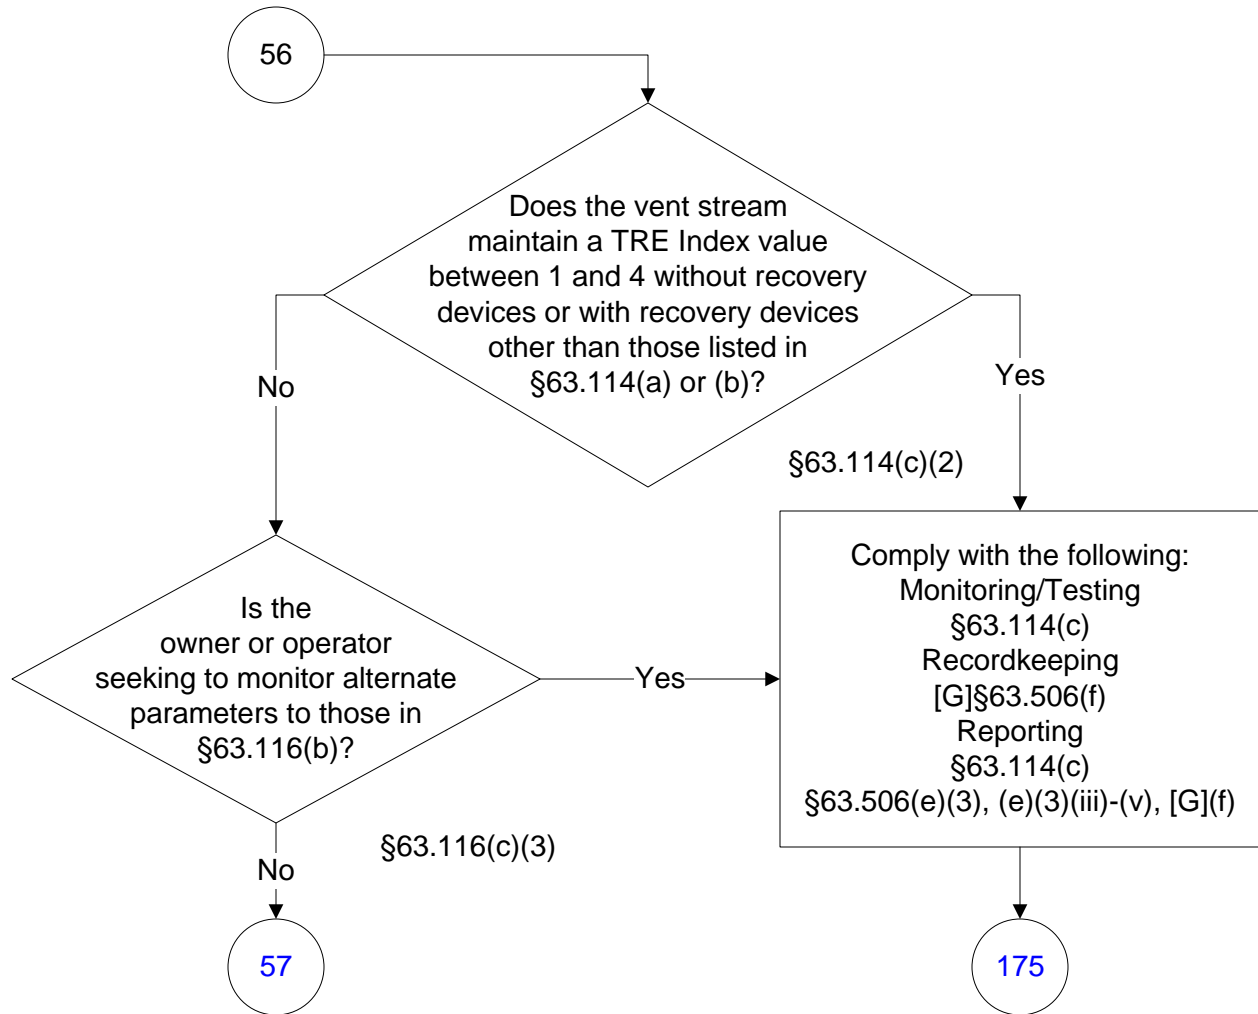 56
Does the vent stream
maintain a TRE Index value
between 1 and 4 without recovery
devices or with recovery devices
other than those listed in
§63.114(a) or (b)?
No
Yes
§63.114(c)(2)
Is the
owner or operator
seeking to monitor alternate
parameters to those in
§63.116(b)?
Yes
Comply with the following:
Monitoring/Testing
§63.114(c)
Recordkeeping
[G]§63.506(f)
Reporting
§63.114(c)
§63.506(e)(3), (e)(3)(iii)-(v), [G](f)
§63.116(c)(3)
No
57
175